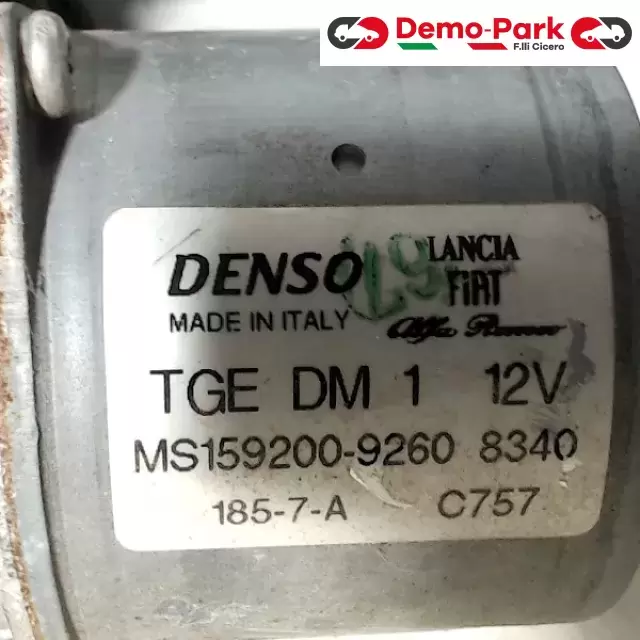 Demo-Park
F.lli Cicero
DENSO
MADE IN ITALY
LANCIA
FIAT
Alfa Romeo
TGE DM 1 12V
MS159200-9260 8340
185-7-A C757